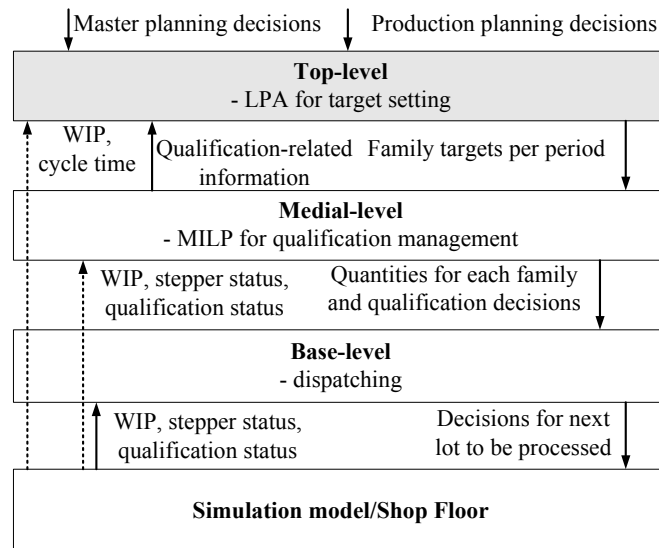 Master planning decisions
Production planning decisions
Top-level
- LPA for target setting
WIP,
cycle time
Qualification-related
information
Family targets per period
Medial-level
- MILP for qualification management
WIP, stepper status,
qualification status
Quantities for each family
and qualification decisions
Base-level
- dispatching
WIP, stepper status,
qualification status
Decisions for next
lot to be processed
Simulation model/Shop Floor